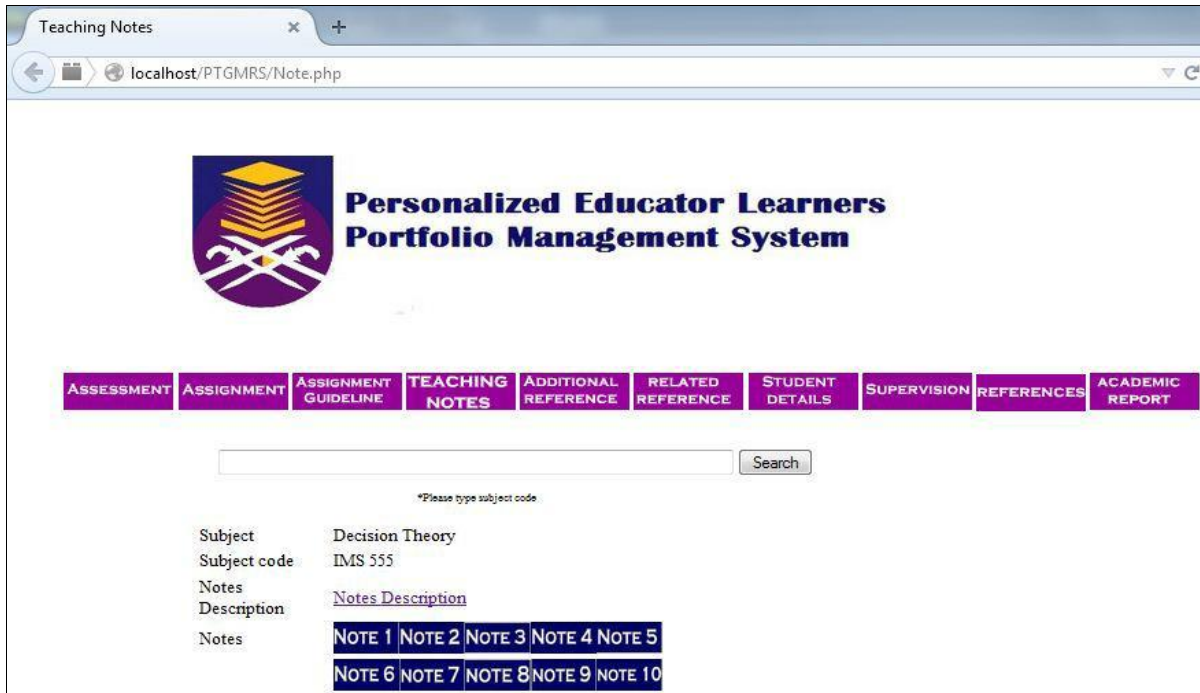 Teaching Notes
localhost/PTGMRS/Note.php
Personalized Educator Learners
Portfolio Management System
ASSESSMENT ASSIGNMENT ASSIGNMENT GUIDELINE TEACHING NOTES ADDITIONAL REFERENCE RELATED REFERENCE STUDENT DETAILS SUPERVISION REFERENCES ACADEMIC REPORT
Search
*Please type subject code
Subject Decision Theory
Subject code IMS 555
Notes Description Notes Description
Notes NOTE 1 NOTE 2 NOTE 3 NOTE 4 NOTE 5
NOTE 6 NOTE 7 NOTE 8 NOTE 9 NOTE 10